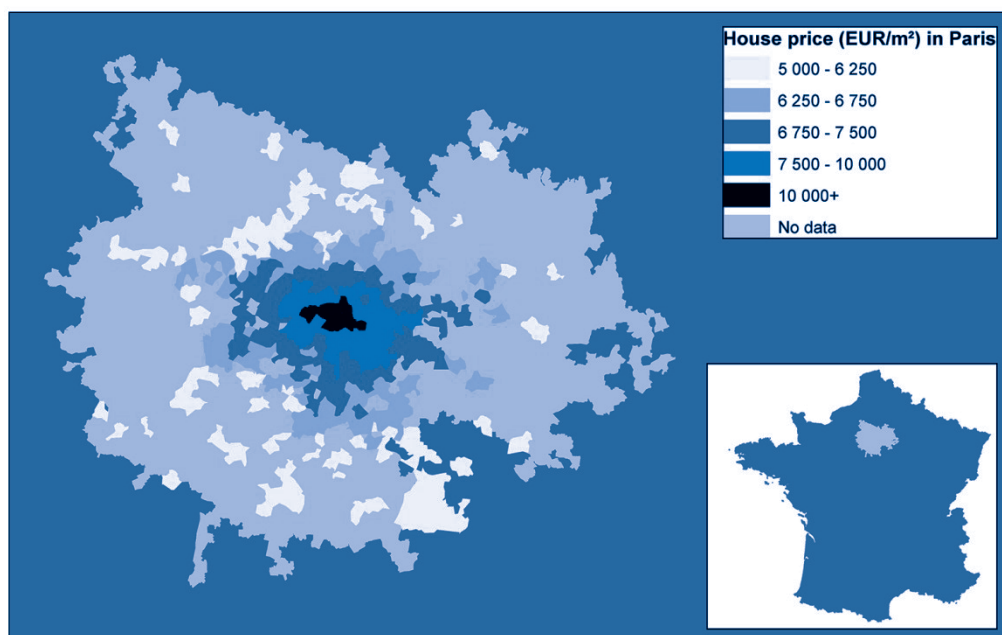 House price (EUR/m²) in Paris
5 000 - 6 250
6 250 - 6 750
6 750 - 7 500
7 500 - 10 000
10 000+
No data